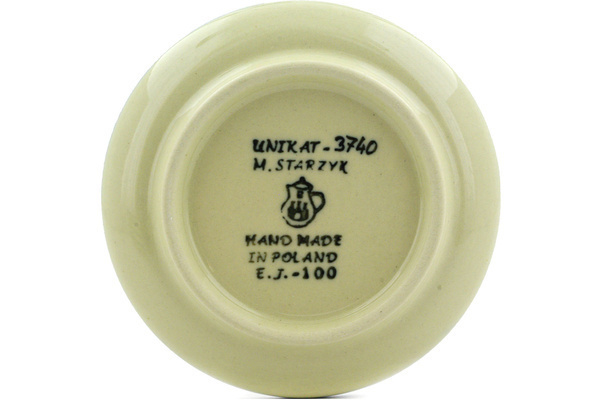 UNIKAT-3740
M. STARZYK
HAND MADE
IN POLAND
E.J.-100